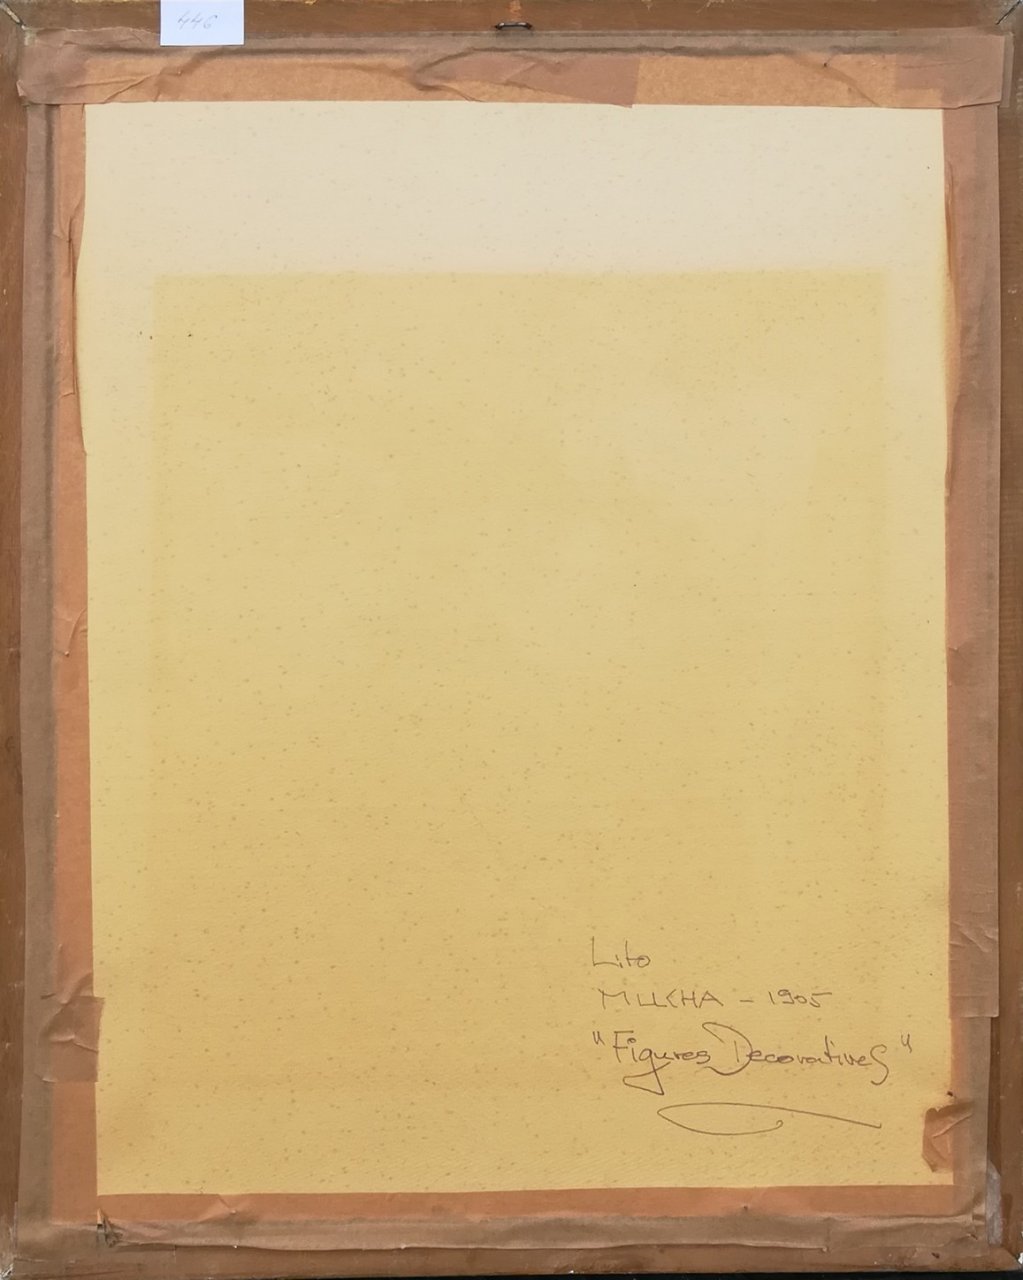 446
Lito
MUCHA - 1905
"Figures Decoratives"